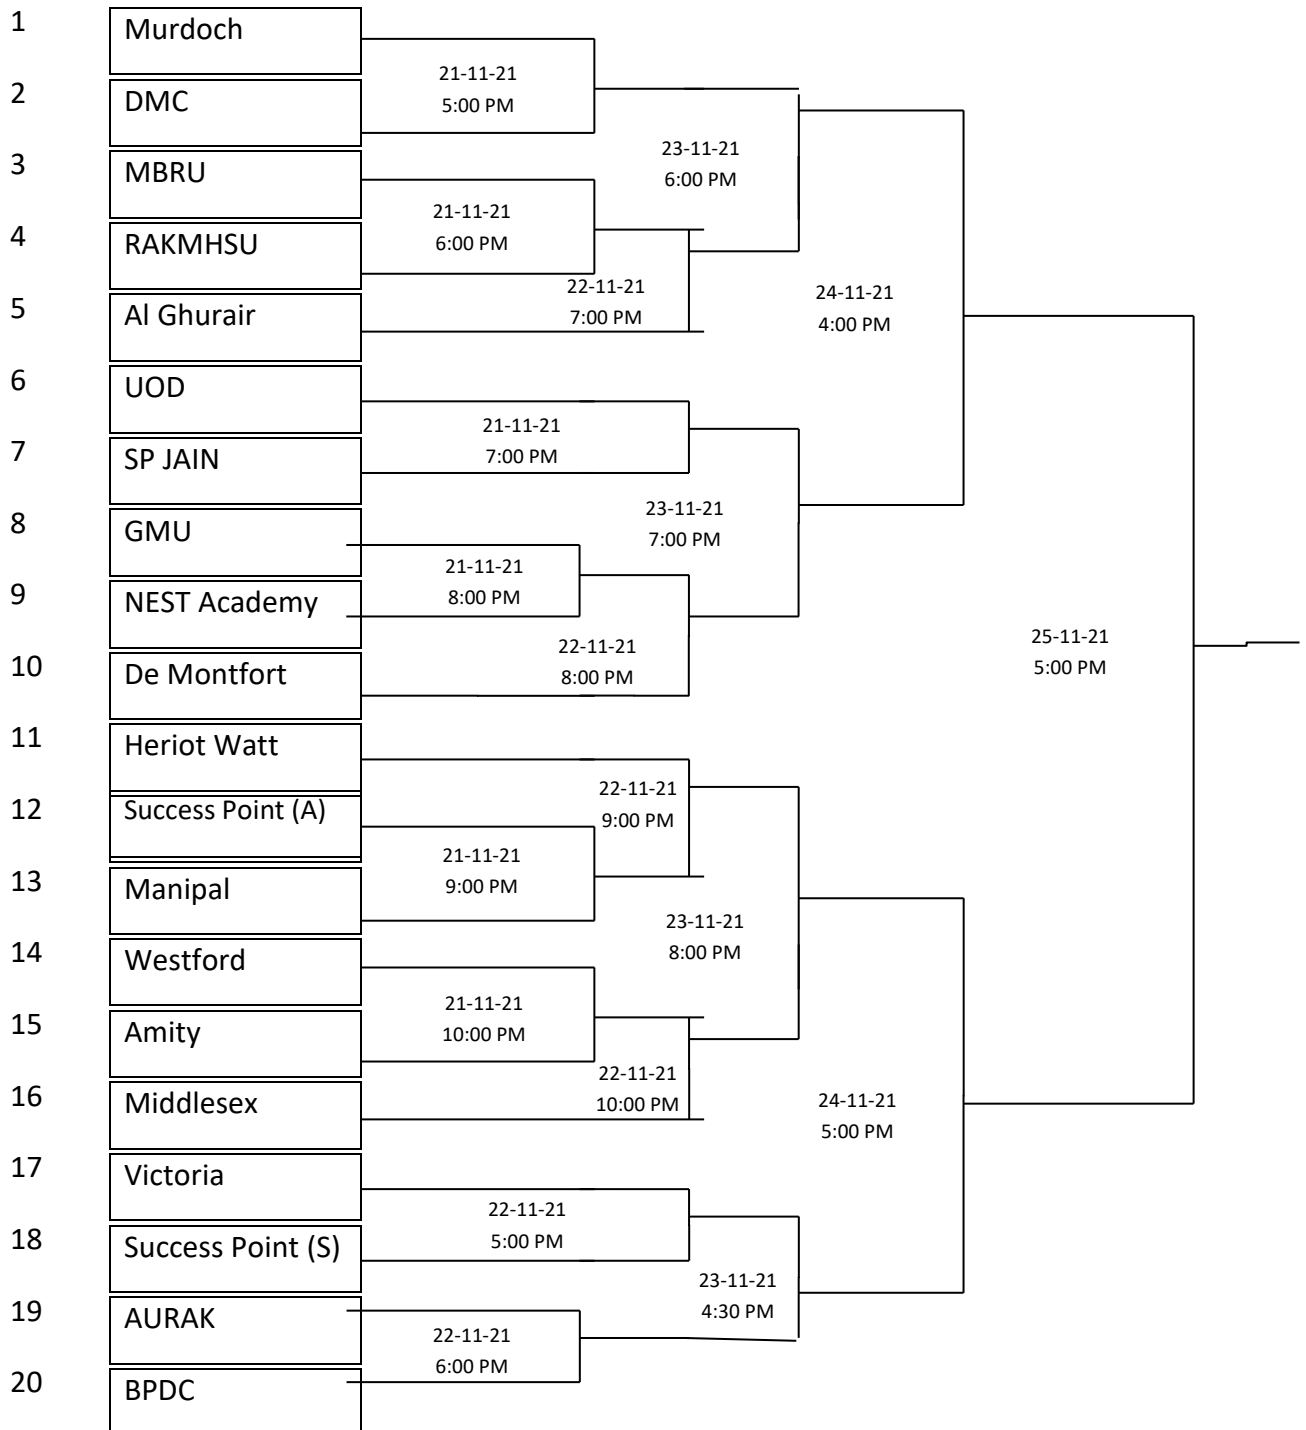 1 Murdoch
21-11-21
5:00 PM
2 DMC
23-11-21
6:00 PM
3 MBRU
21-11-21
6:00 PM
4 RAKMHSU
22-11-21
7:00 PM
24-11-21
4:00 PM
5 Al Ghurair
6 UOD
21-11-21
7:00 PM
7 SP JAIN
23-11-21
7:00 PM
8 GMU
21-11-21
8:00 PM
9 NEST Academy
22-11-21
8:00 PM
25-11-21
5:00 PM
10 De Montfort
11 Heriot Watt
22-11-21
9:00 PM
12 Success Point (A)
21-11-21
9:00 PM
13 Manipal
23-11-21
8:00 PM
14 Westford
21-11-21
10:00 PM
15 Amity
22-11-21
10:00 PM
16 Middlesex
24-11-21
5:00 PM
17 Victoria
22-11-21
5:00 PM
18 Success Point (S)
23-11-21
4:30 PM
19 AURAK
22-11-21
6:00 PM
20 BPDC